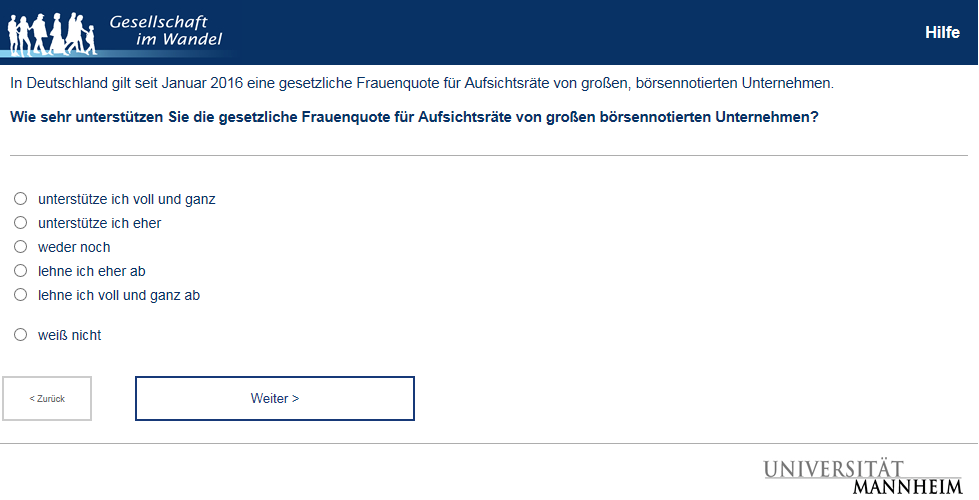 Gesellschaft
im Wandel
Hilfe
In Deutschland gilt seit Januar 2016 eine gesetzliche Frauenquote für Aufsichtsräte von großen, börsennotierten Unternehmen.
Wie sehr unterstützen Sie die gesetzliche Frauenquote für Aufsichtsräte von großen börsennotierten Unternehmen?
unterstütze ich voll und ganz
unterstütze ich eher
weder noch
lehne ich eher ab
lehne ich voll und ganz ab
weiß nicht
< Zurück
Weiter >
UNIVERSITÄT
MANNHEIM